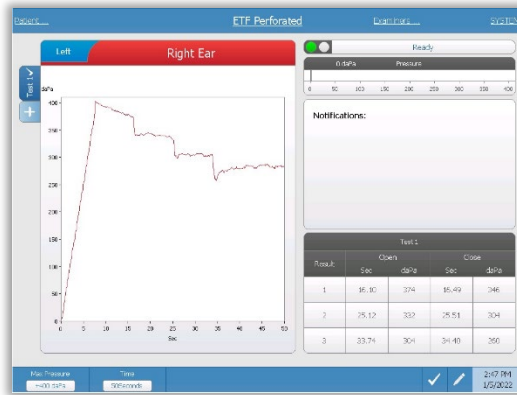 Patient ...
ETF Perforated
Examiners ...
SYSTEM
Left
Right Ear
Test 1
+
daPa
400
350
300
250
200
150
100
50
0
0 5 10 15 20 25 30 35 40 45 50
Sec
Ready
0 daPa Pressure
0 50 100 150 200 250 300 350 400
Notifications:
Test 1
Result Open Close
Sec daPa Sec daPa
1 16.10 374 16.49 346
2 25.12 332 25.51 304
3 33.74 304 34.48 260
Max Pressure
+400 daPa
Time
50Seconds
2:47 PM
1/5/2022